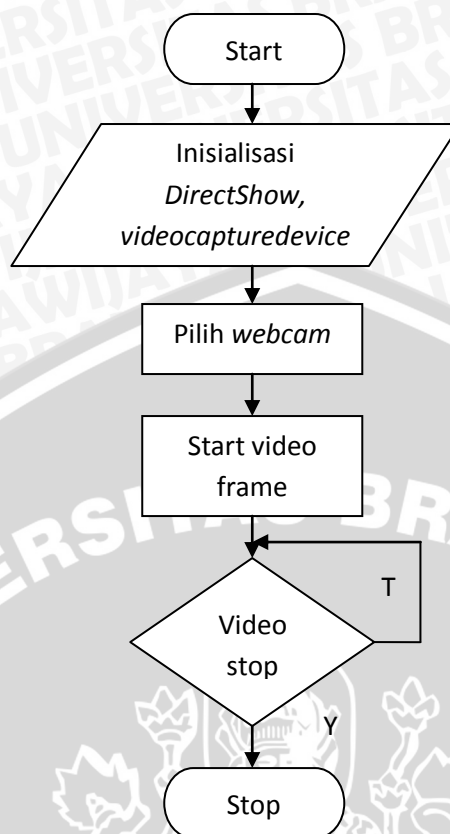 Start
Inisialisasi
DirectShow,
videocapturedevice
Pilih webcam
Start video
frame
T
Video
stop
Y
Stop